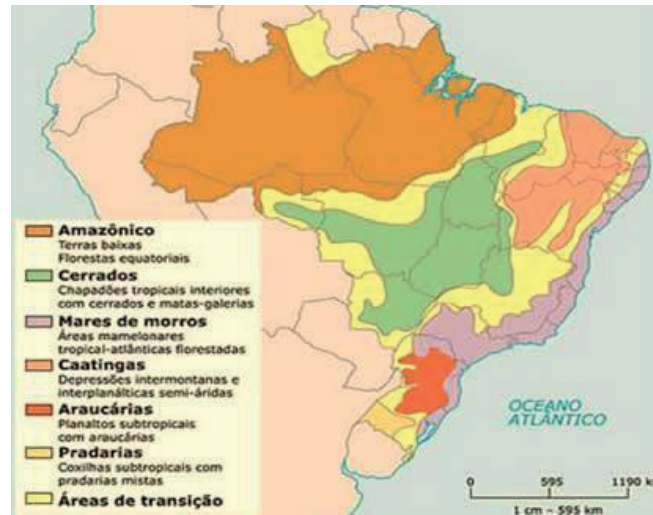 Amazônico
Terras baixas
Florestas equatoriais
Cerrados
Chapadões tropicais interiores
com cerrados e matas-galerias
Mares de morros
Áreas mamelonares
tropical-atlânticas florestadas
Caatingas
Depressões intermontanas e
interplanálticas semi-áridas
Araucárias
Planaltos subtropicais
com araucárias
Pradarias
Coxilhas subtropicais com
pradarias mistas
Áreas de transição
OCEANO
ATLÂNTICO
0 595 1190 k
1 cm – 595 km